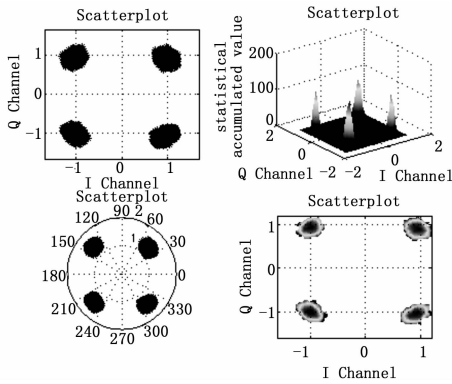 Scatterplot
1
0
-1
Q Channel
-1
0
1
I Channel
Scatterplot
200
100
0
statistical
accumulated value
2
0
-2
Q Channel
-2
0
2
I Channel
Scatterplot
90
2
120
60
150
1
30
180
0
210
330
240
300
270
Scatterplot
1
0
-1
Q Channel
-1
0
1
I Channel